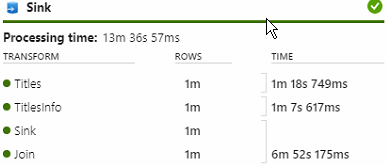 Sink
Processing time: 13m 36s 57ms
TRANSFORM ROWS TIME
Titles 1m 1m 18s 749ms
TitlesInfo 1m 1m 7s 617ms
Sink 1m
Join 1m 6m 52s 175ms